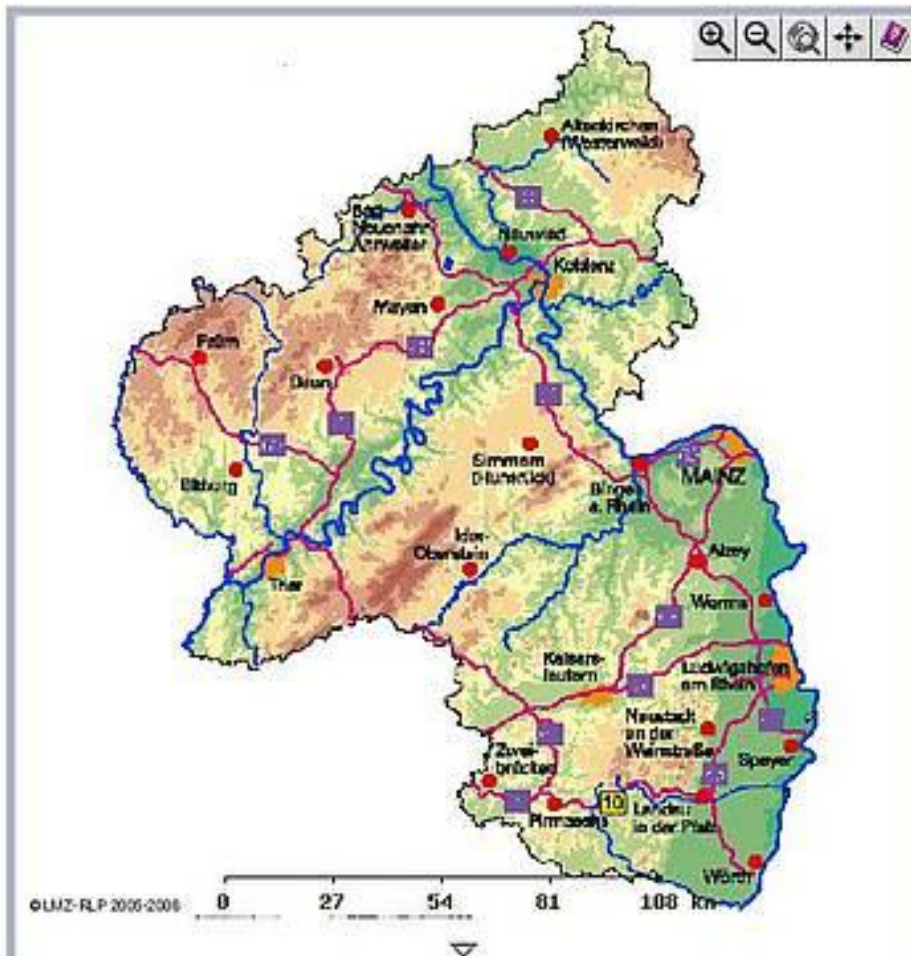 Altenkirchen
(Westerwald)
Bad
Neuenahr-
Ahrweiler
Neuwied
Koblenz
Mayen
Prüm
Daun
Simmern
(Hunsrück)
Bitburg
Bingen
a. Rhein
MAINZ
Idar-
Oberstein
Alzey
Trier
Worms
Kaisers-
lautern
Ludwigshafen
am Rhein
Neustadt
an der
Weinstraße
Speyer
Zwei-
brücken
10
Pirmasens
Landau
in der Pfalz
Wörth
0 27 54 81 108 km
©LMZ-RLP 2005-2006